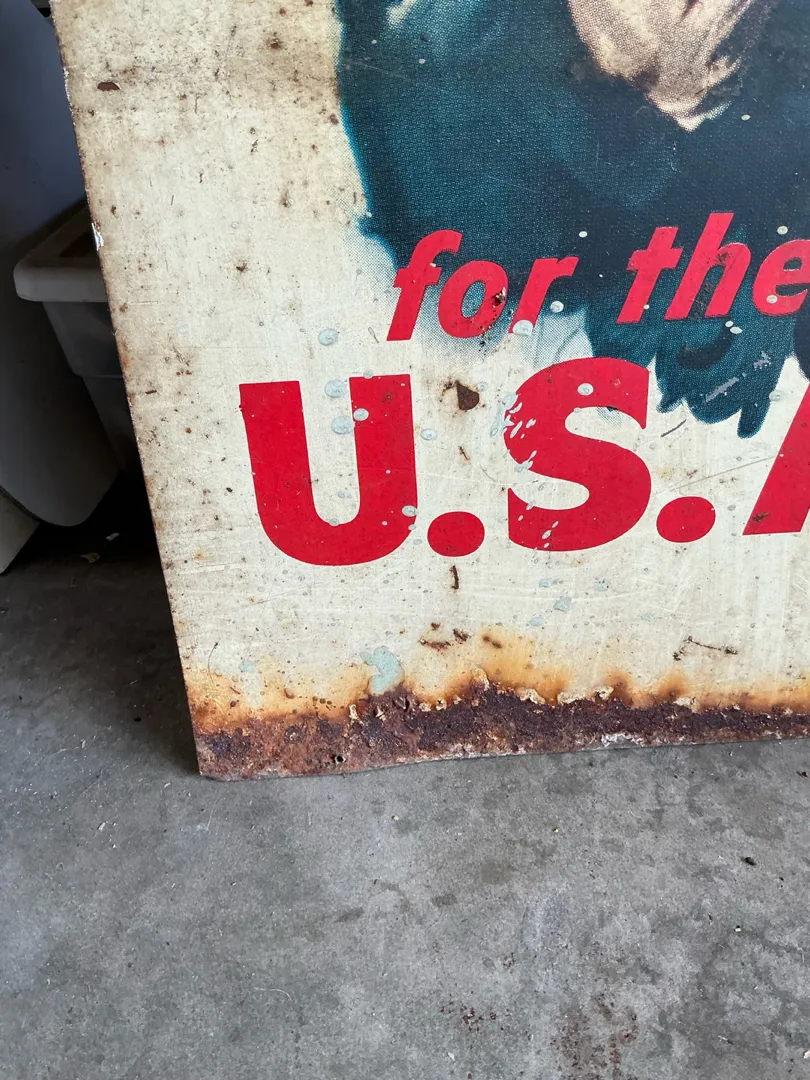 for the
U.S.